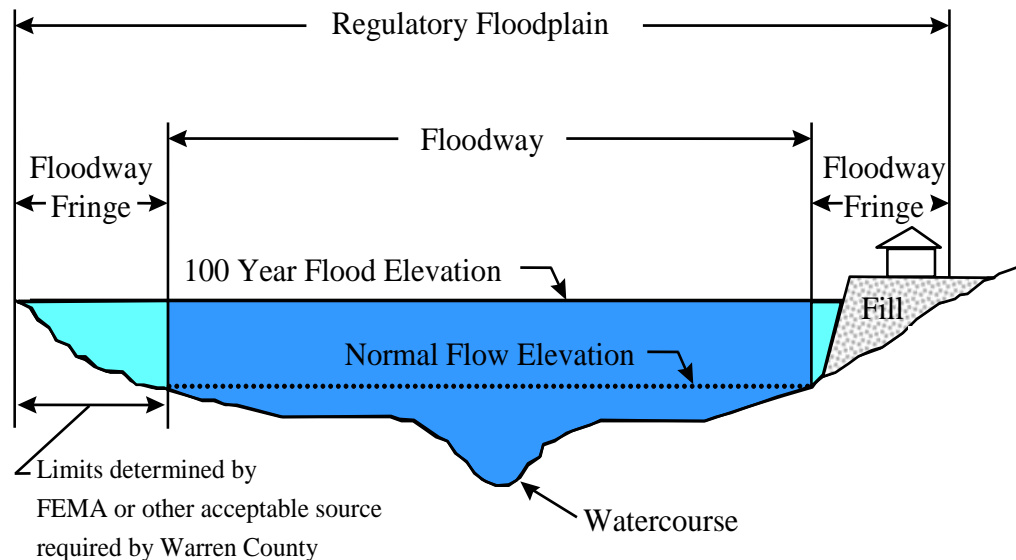 Regulatory Floodplain
Floodway
Floodway
Fringe
Floodway
Fringe
100 Year Flood Elevation
Fill
Normal Flow Elevation
Limits determined by
FEMA or other acceptable source
required by Warren County
Watercourse